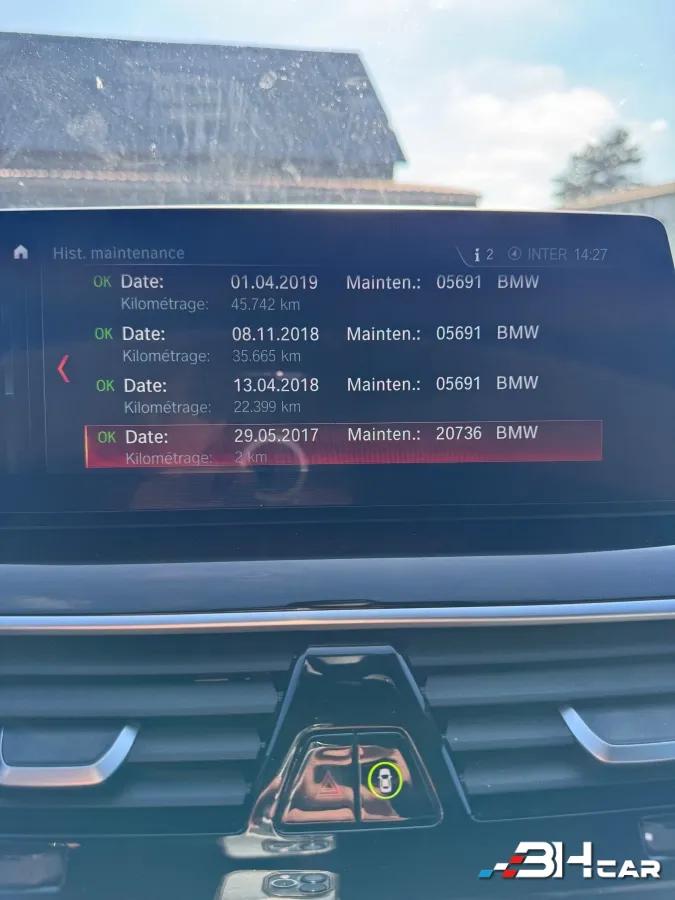 Hist. maintenance
i 2 INTER 14:27
OK Date: 01.04.2019 Mainten.: 05691 BMW
Kilométrage: 45.742 km
OK Date: 08.11.2018 Mainten.: 05691 BMW
Kilométrage: 35.665 km
OK Date: 13.04.2018 Mainten.: 05691 BMW
Kilométrage: 22.399 km
OK Date: 29.05.2017 Mainten.: 20736 BMW
Kilométrage: 2 km
BH CAR